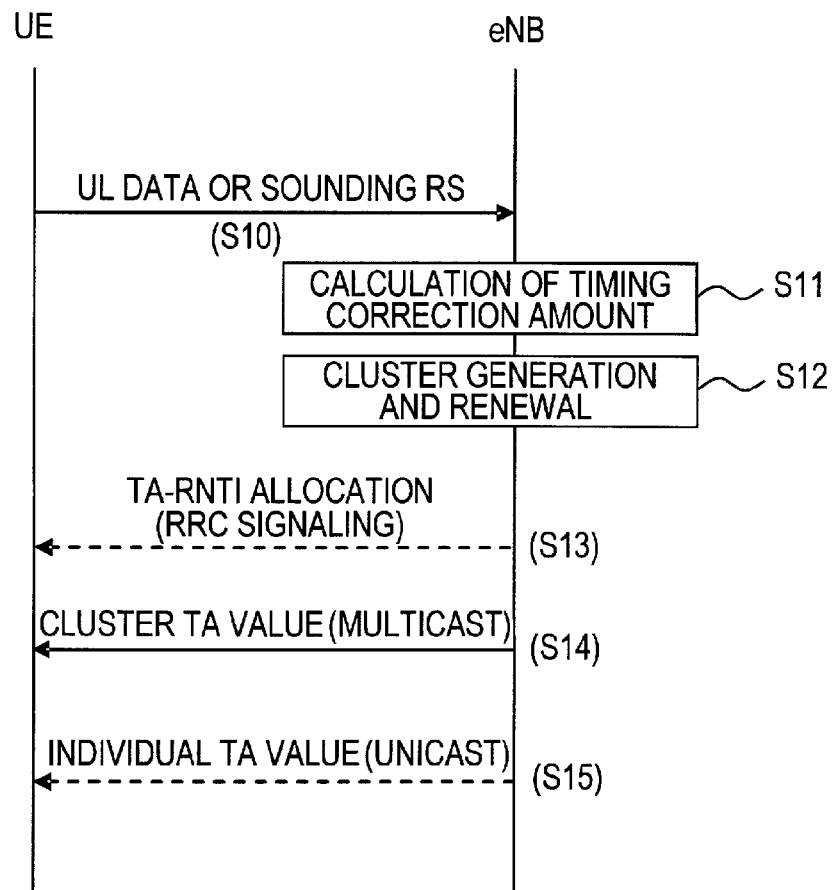 UE
eNB
UL DATA OR SOUNDING RS
(S10)
CALCULATION OF TIMING
CORRECTION AMOUNT
S11
CLUSTER GENERATION
AND RENEWAL
S12
TA-RNTI ALLOCATION
(RRC SIGNALING)
(S13)
CLUSTER TA VALUE (MULTICAST)
(S14)
INDIVIDUAL TA VALUE (UNICAST)
(S15)